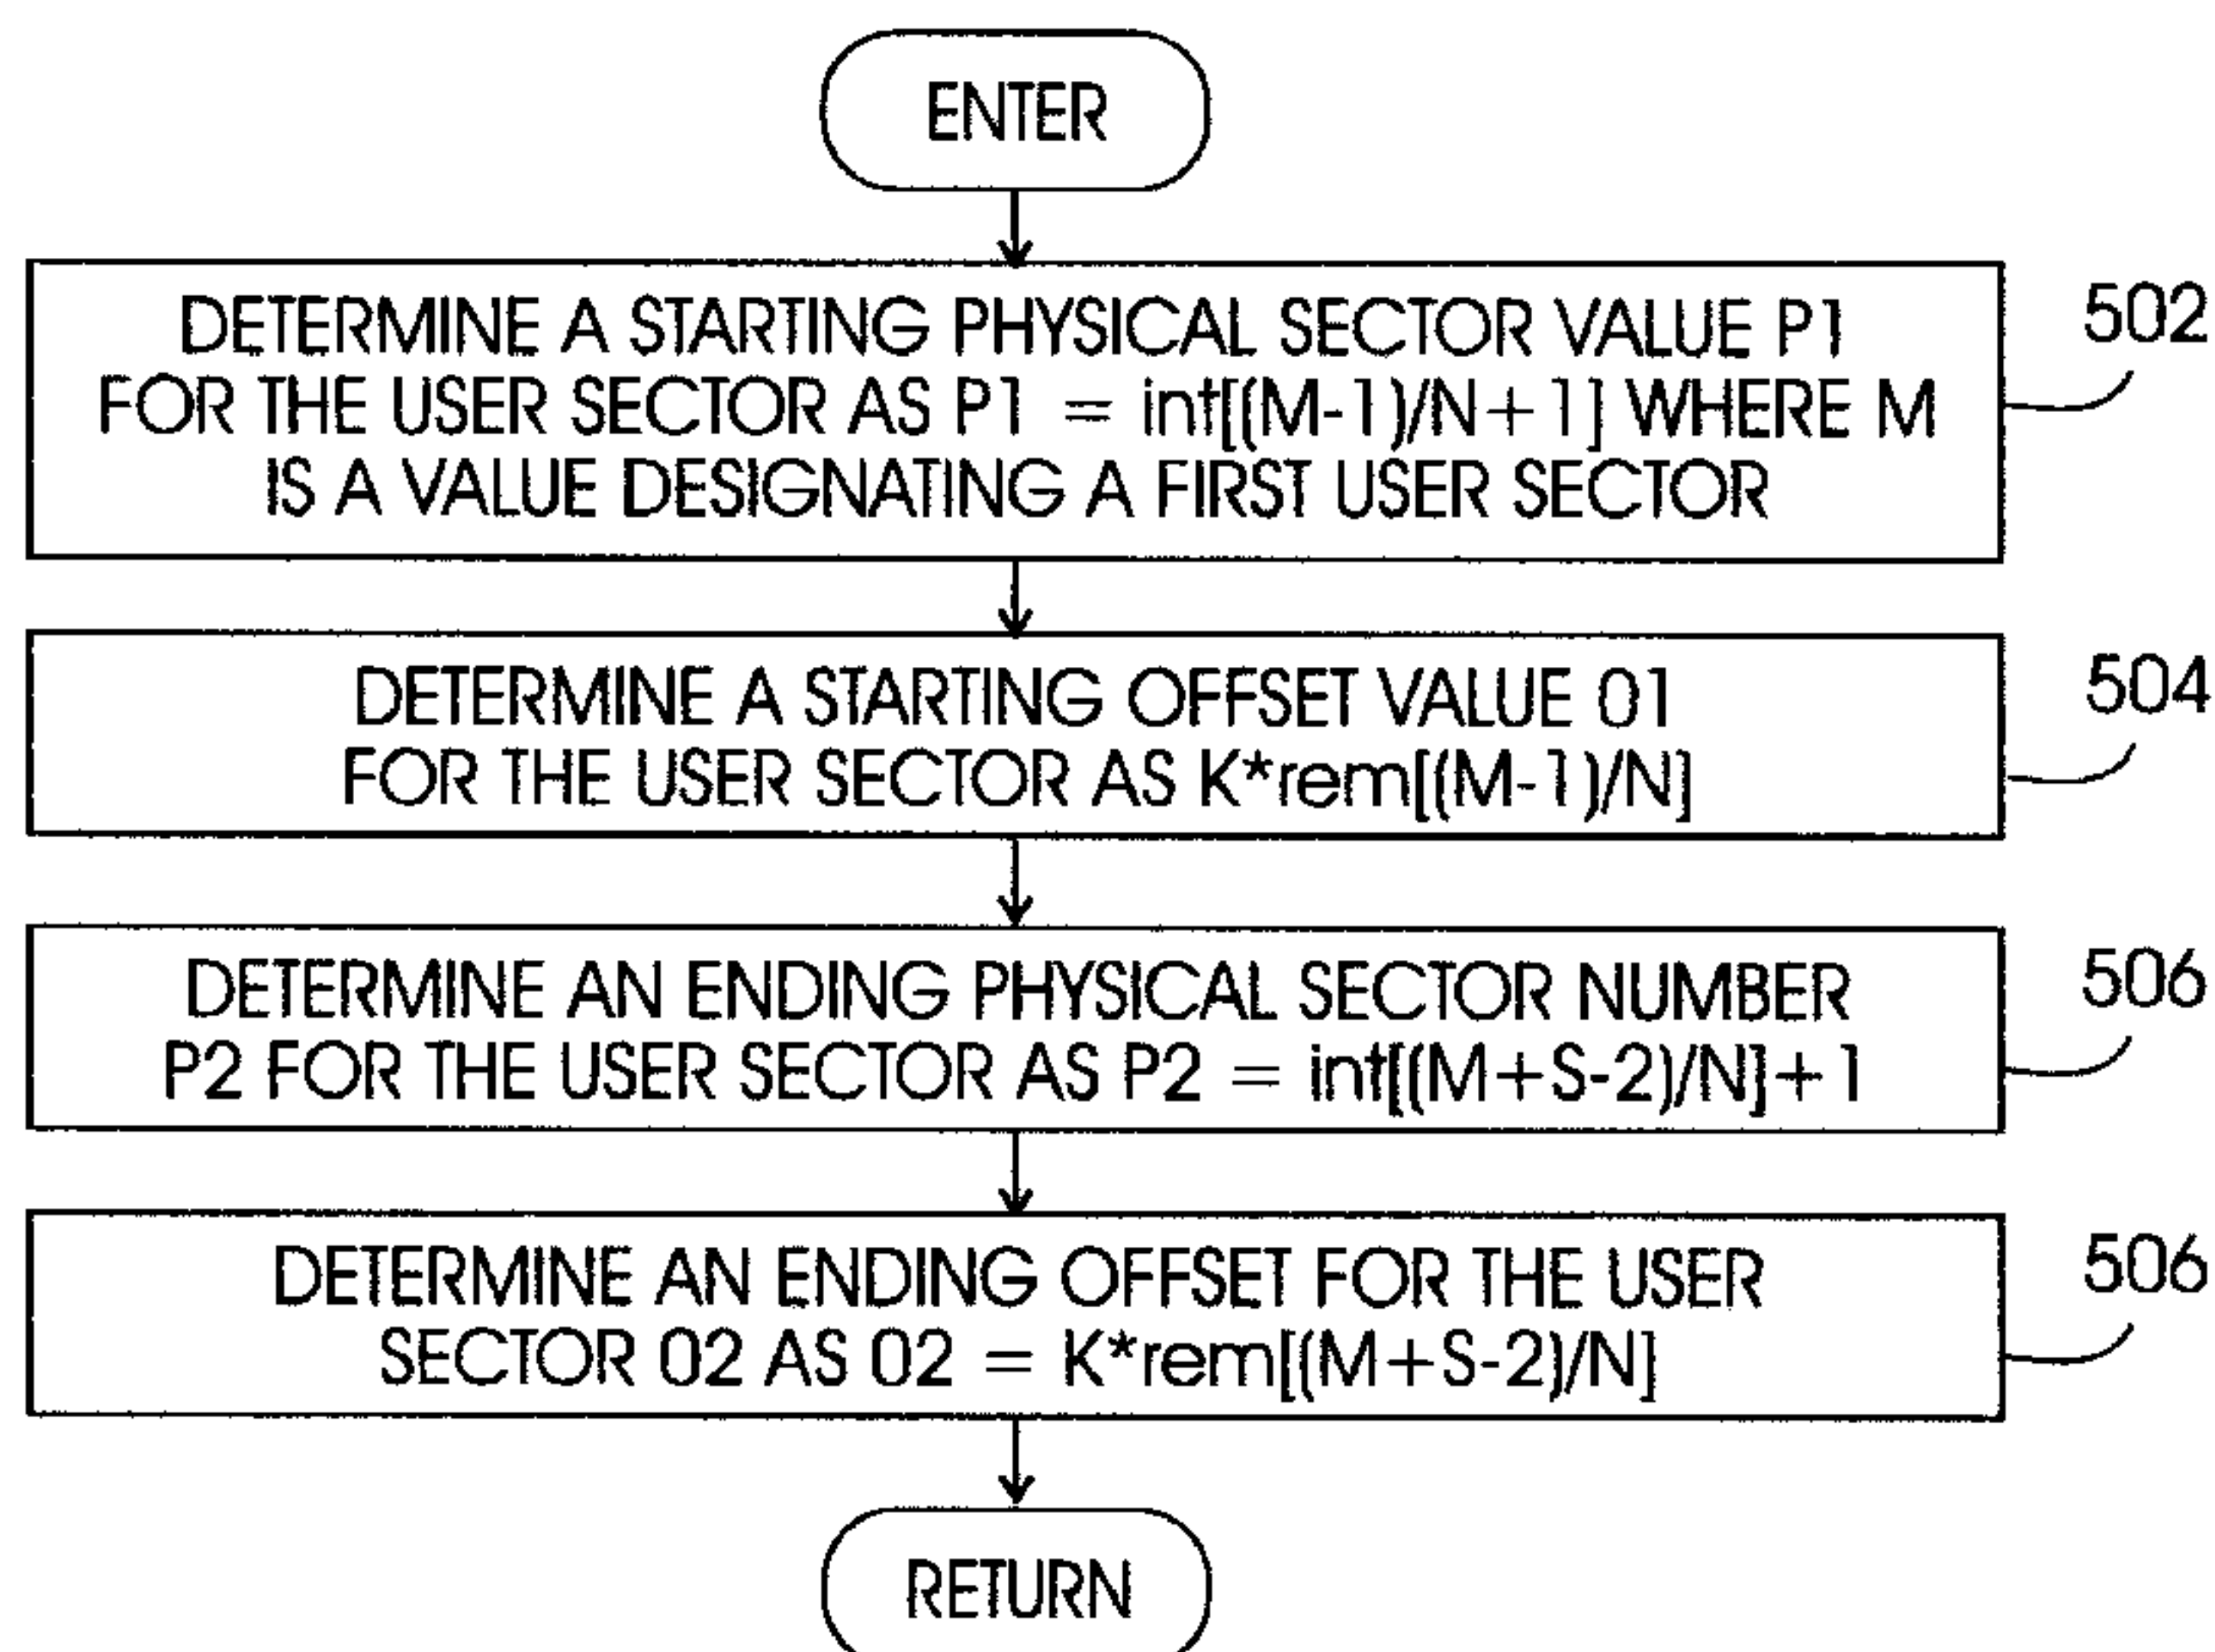 ENTER
DETERMINE A STARTING PHYSICAL SECTOR VALUE P1
FOR THE USER SECTOR AS P1 = int[(M-1)/N+1] WHERE M
IS A VALUE DESIGNATING A FIRST USER SECTOR
502
DETERMINE A STARTING OFFSET VALUE 01
FOR THE USER SECTOR AS K*rem[(M-1)/N]
504
DETERMINE AN ENDING PHYSICAL SECTOR NUMBER
P2 FOR THE USER SECTOR AS P2 = int[(M+S-2)/N]+1
506
DETERMINE AN ENDING OFFSET FOR THE USER
SECTOR 02 AS 02 = K*rem[(M+S-2)/N]
506
RETURN